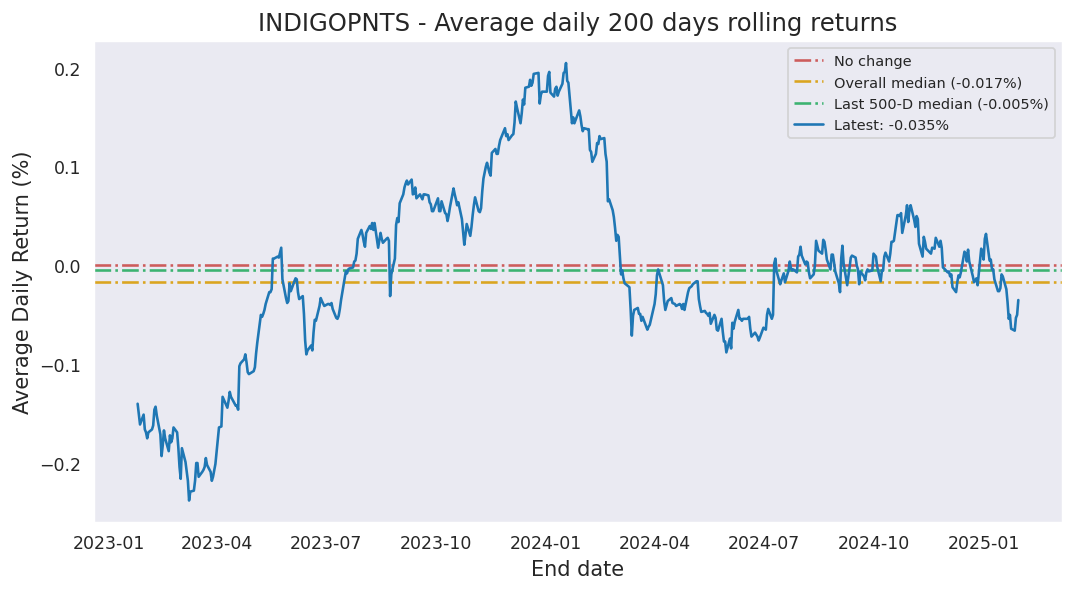 INDIGOPNTS - Average daily 200 days rolling returns
No change
Overall median (-0.017%)
Last 500-D median (-0.005%)
Latest: -0.035%
Average Daily Return (%)
0.2
0.1
0.0
−0.1
−0.2
2023-01 2023-04 2023-07 2023-10 2024-01 2024-04 2024-07 2024-10 2025-01
End date